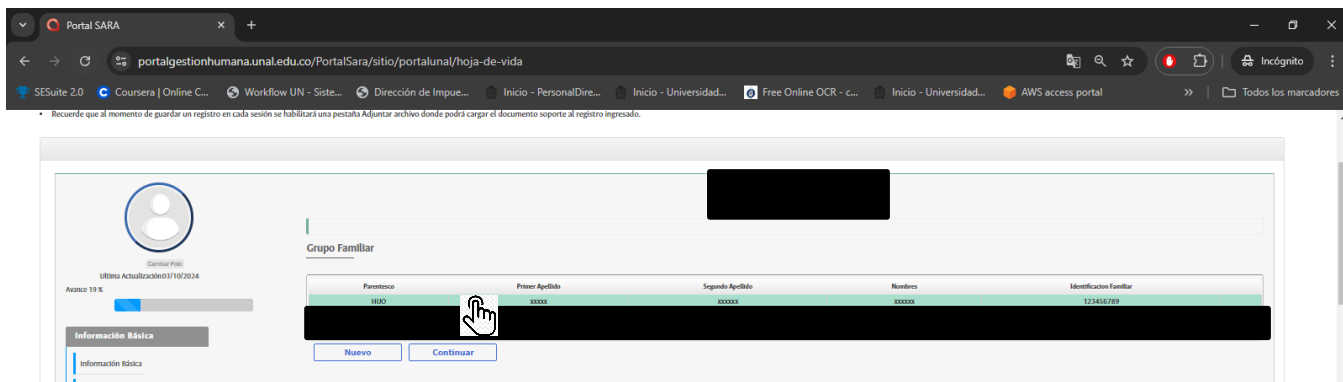 Portal SARA
portalgestionhumana.unal.edu.co/PortalSara/sitio/portalunal/hoja-de-vida
Incógnito
SESuite 2.0 Coursera | Online C... Workflow UN - Siste... Dirección de Impue... Inicio - PersonalDire... Inicio - Universidad... Free Online OCR - c... Inicio - Universidad... AWS access portal » Todos los marcadores
• Recuerde que al momento de guardar un registro en cada sesión se habilitará una pestaña Adjuntar archivo donde podrá cargar el documento soporte al registro ingresado.
Cambiar Foto
Ultima Actualización03/10/2024
Avance 19 %
Información Básica
Información Básica
Grupo Familiar
Parentesco Primer Apellido Segundo Apellido Nombres Identificacion Familiar
HIJO xxxxx xxxxxx xxxxxx 123456789
Nuevo Continuar